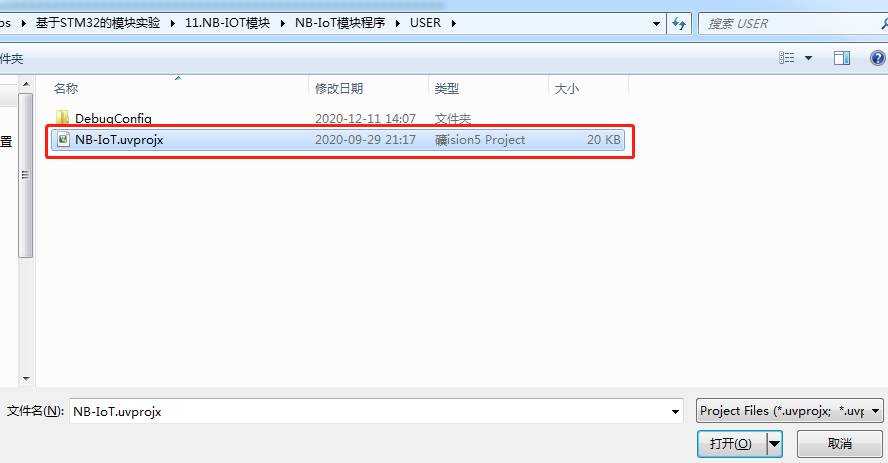 os ▸ 基于STM32的模块实验 ▸ 11.NB-IOT模块 ▸ NB-IoT模块程序 ▸ USER ▸ 搜索 USER
件夹
名称 修改日期 类型 大小
DebugConfig 2020-12-11 14:07 文件夹
置
NB-IoT.uvprojx 2020-09-29 21:17 礦ision5 Project 20 KB
文件名(N): NB-IoT.uvprojx Project Files (*.uvprojx; *.uvp
打开(O) 取消